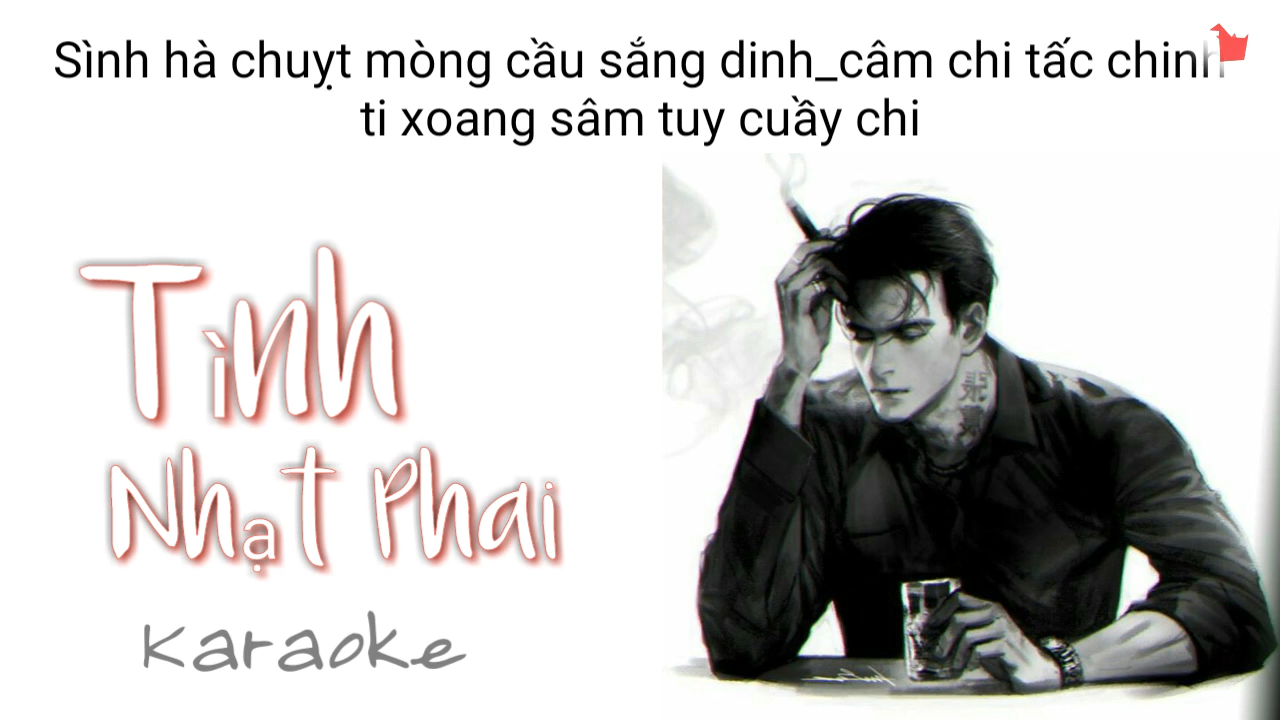 Sình hà chuỵt mòng cầu sắng dinh_câm chi tấc chinh
ti xoang sâm tuy cuầy chi
Tình
Nhạt Phai
Karaoke